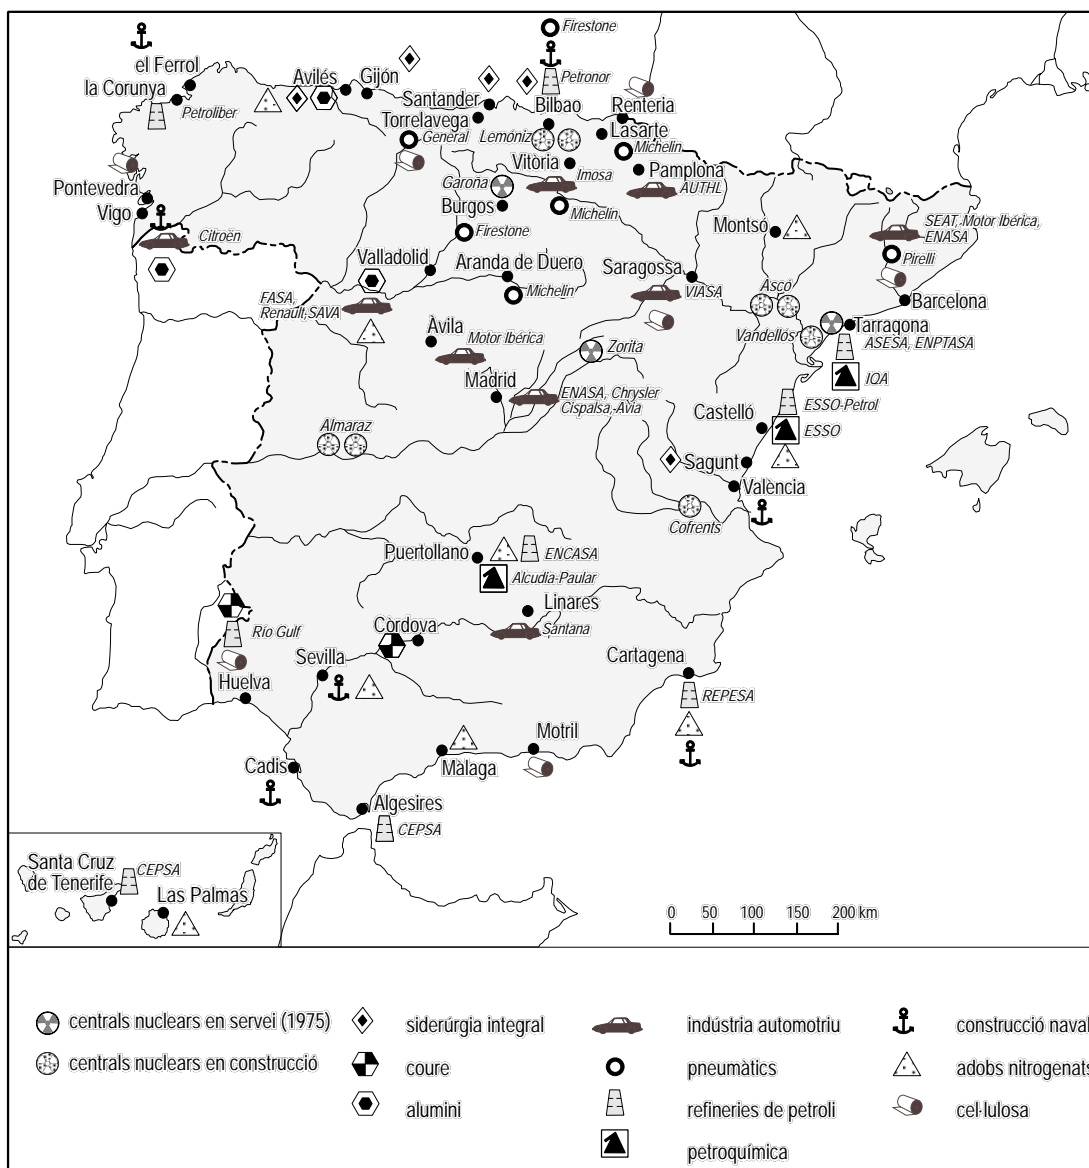 Firestone
el Ferrol
la Corunya
Petroliber
Avilés
Gijón
Petronor
Santander
Torrelavega
General
Bilbao
Lemóniz
Renteria
Lasarte
Michelin
Vitòria
Imosa
Pamplona
AUTHL
Pontevedra
Vigo
Citroën
Garoña
Burgos
Michelin
Firestone
Montsó
SEAT, Motor Ibérica,
ENASA
Pirelli
Valladolid
Aranda de Duero
Michelin
Saragossa
VIASA
Ascó
Barcelona
FASA,
Renault, SAVA
Vandellós
Tarragona
ASESA, ENPTASA
Àvila
Motor Ibérica
Zorita
IQA
Madrid
ENASA, Chrysler
Cispalsa, Avia
ESSO-Petrol
Castelló
ESSO
Almaraz
Sagunt
València
Cofrents
Puertollano
ENCASA
Alcudia-Paular
Linares
Santana
Río Gulf
Còrdova
Sevilla
Huelva
Cartagena
REPESA
Motril
Màlaga
Cadis
Algesires
CEPSA
Santa Cruz
de Tenerife
CEPSA
Las Palmas
0 50 100 150 200 km
centrals nuclears en servei (1975)
centrals nuclears en construcció
siderúrgia integral
coure
alumini
indústria automotriu
pneumàtics
refineries de petroli
petroquímica
construcció naval
adobs nitrogenats
cel·lulosa